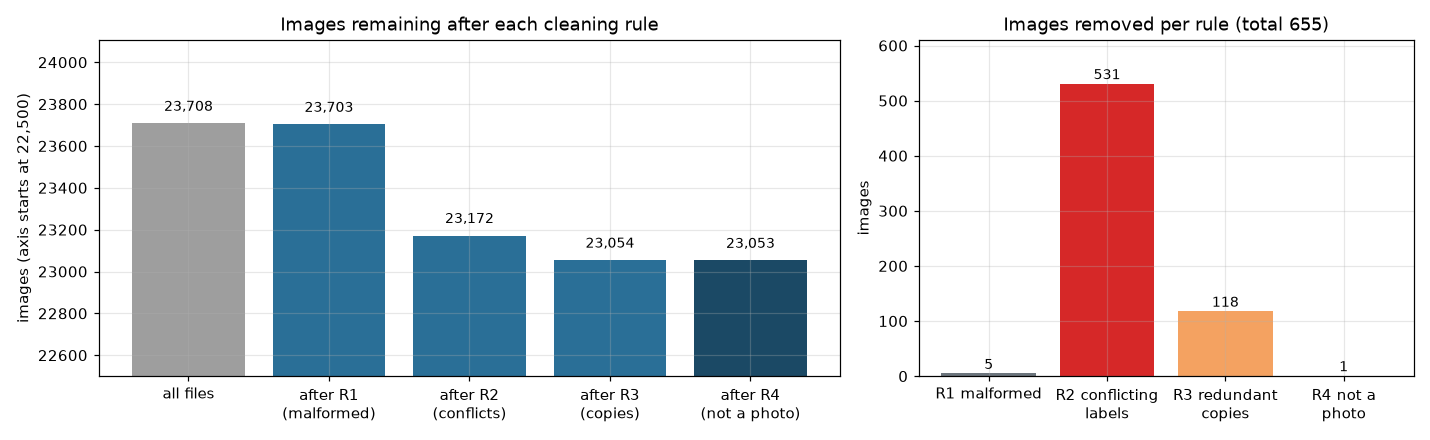 Images remaining after each cleaning rule
images (axis starts at 22,500)
24000
23800
23600
23400
23200
23000
22800
22600
23,708
23,703
23,172
23,054
23,053
all files
after R1
(malformed)
after R2
(conflicts)
after R3
(copies)
after R4
(not a photo)
Images removed per rule (total 655)
images
600
500
400
300
200
100
0
5
531
118
1
R1 malformed
R2 conflicting
labels
R3 redundant
copies
R4 not a
photo